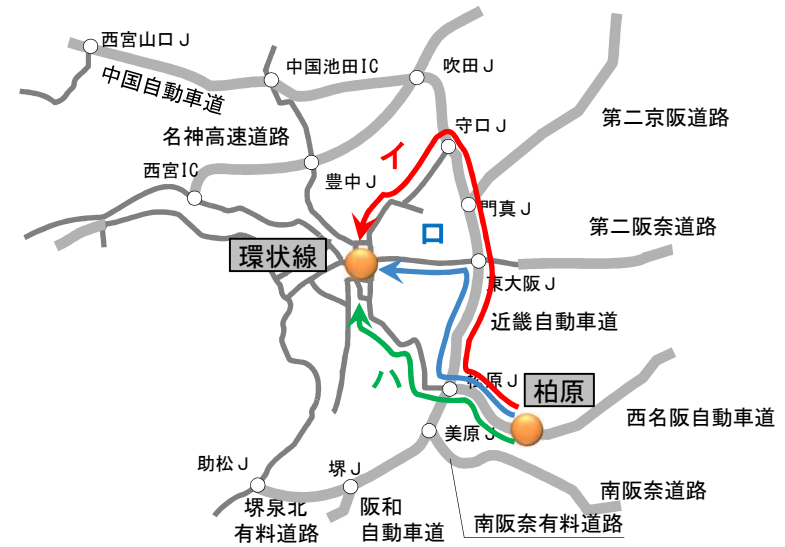 西宮山口J
中国池田IC
吹田J
中国自動車道
守口J
第二京阪道路
名神高速道路
イ
西宮IC
豊中J
門真J
ロ
第二阪奈道路
環状線
東大阪J
近畿自動車道
ハ
松原J
柏原
西名阪自動車道
美原J
助松J
堺J
南阪奈道路
堺泉北
有料道路
阪和
自動車道
南阪奈有料道路